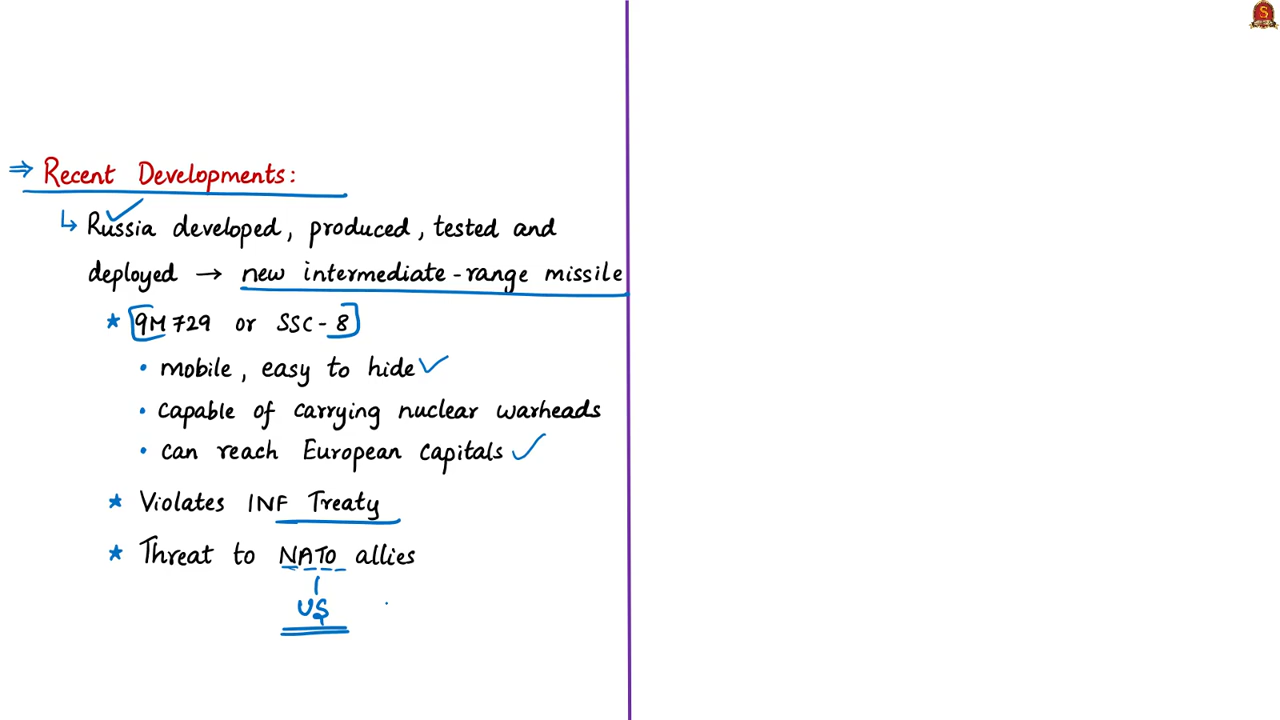 ⇒ Recent Developments:
↳ Russia developed, produced, tested and
deployed → new intermediate-range missile
* 9M729 or SSC-8
• mobile, easy to hide
• capable of carrying nuclear warheads
• can reach European capitals
* Violates INF Treaty
* Threat to NATO allies
US
S